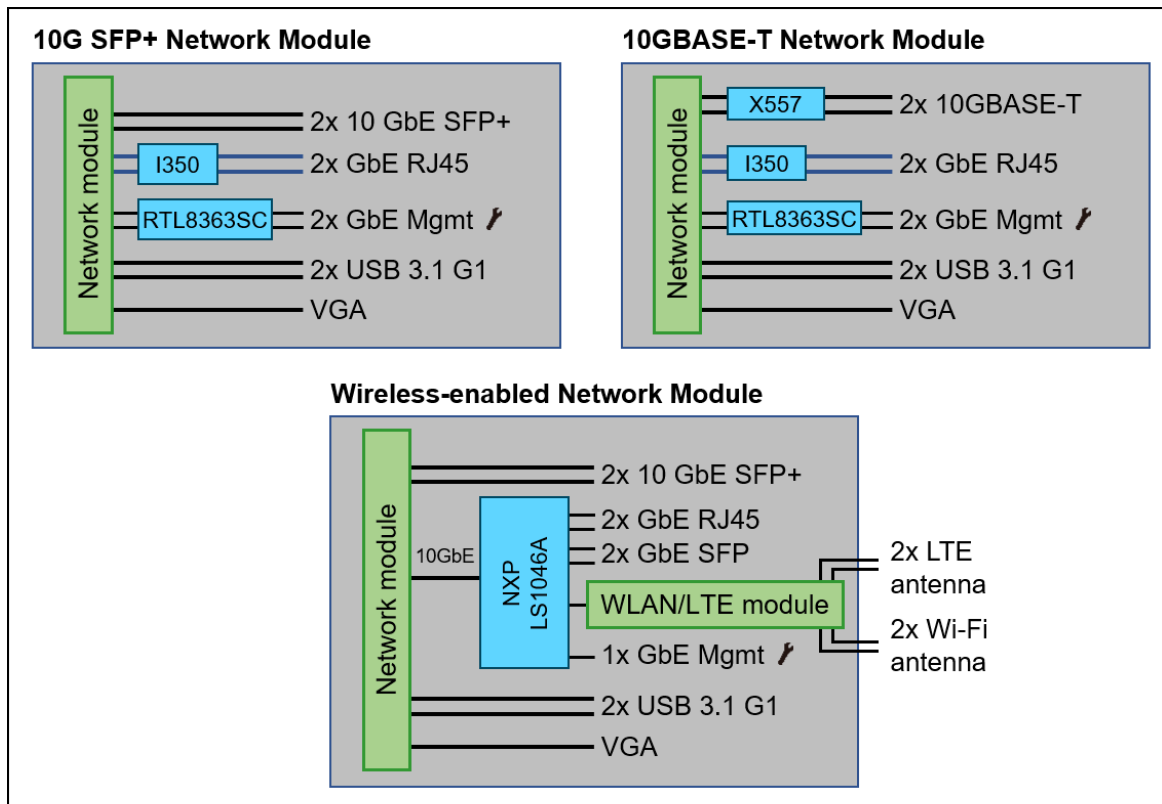 10G SFP+ Network Module
Network module
2x 10 GbE SFP+
I350
2x GbE RJ45
RTL8363SC
2x GbE Mgmt
2x USB 3.1 G1
VGA
10GBASE-T Network Module
Network module
X557
2x 10GBASE-T
I350
2x GbE RJ45
RTL8363SC
2x GbE Mgmt
2x USB 3.1 G1
VGA
Wireless-enabled Network Module
Network module
2x 10 GbE SFP+
10GbE
NXP
LS1046A
2x GbE RJ45
2x GbE SFP
WLAN/LTE module
1x GbE Mgmt
2x USB 3.1 G1
VGA
2x LTE
antenna
2x Wi-Fi
antenna